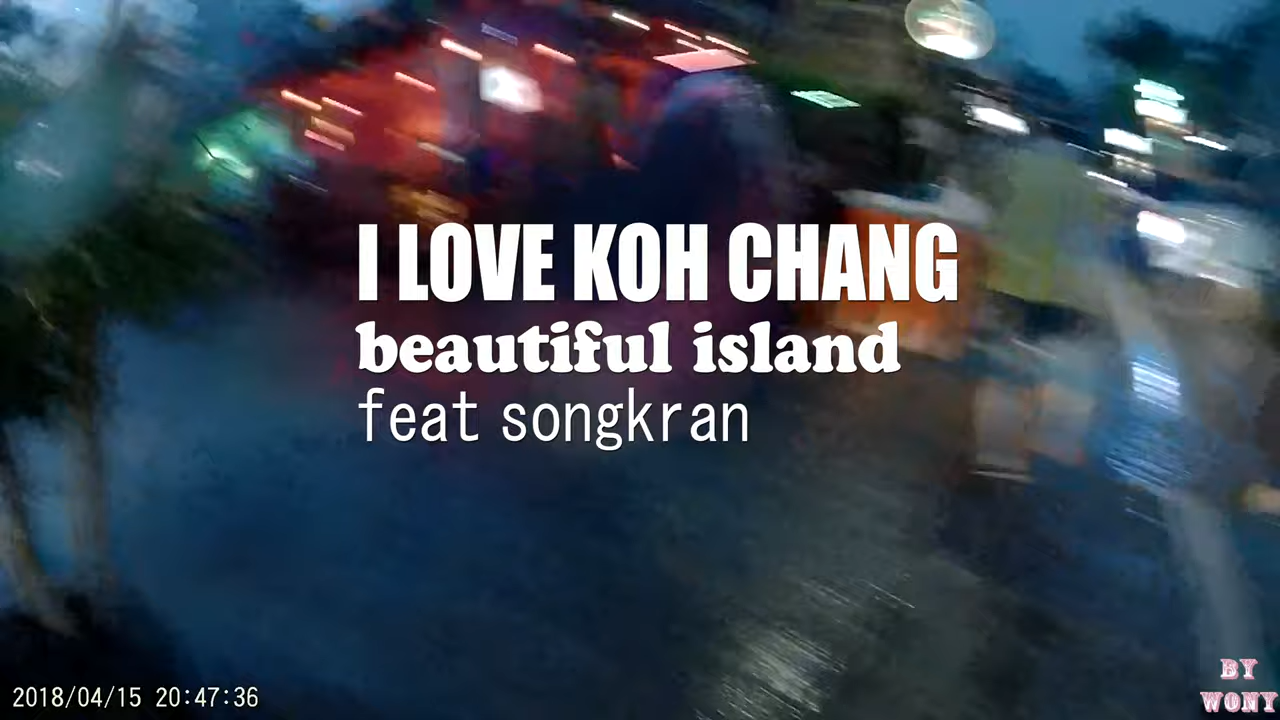 I LOVE KOH CHANG
beautiful island
feat songkran
2018/04/15 20:47:36
BY
WONY